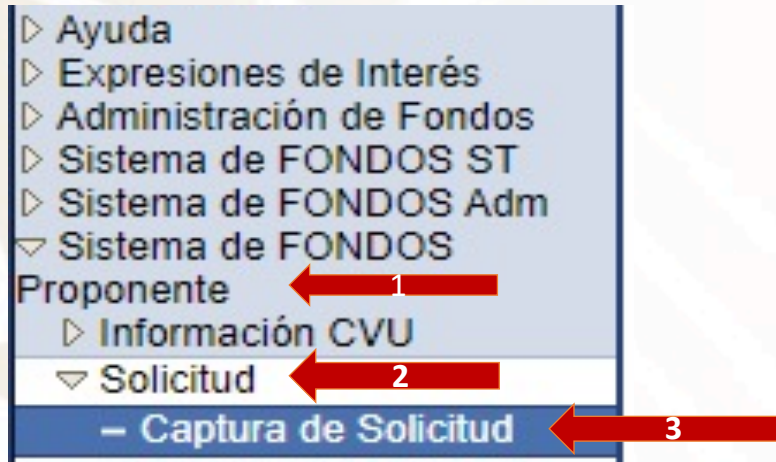 Ayuda
Expresiones de Interés
Administración de Fondos
Sistema de FONDOS ST
Sistema de FONDOS Adm
Sistema de FONDOS
Proponente 1
Información CVU
Solicitud 2
– Captura de Solicitud 3